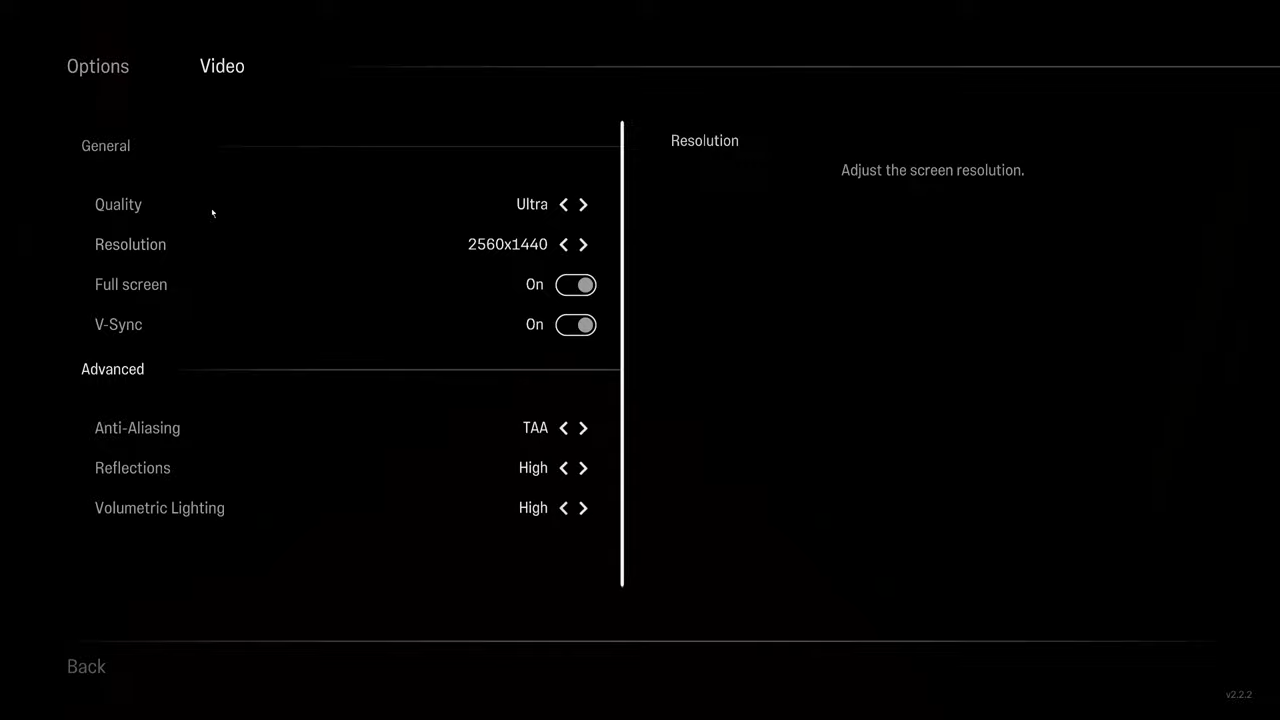 Options Video
General
Quality Ultra
Resolution 2560x1440
Full screen On
V-Sync On
Advanced
Anti-Aliasing TAA
Reflections High
Volumetric Lighting High
Resolution
Adjust the screen resolution.
Back
v2.2.2